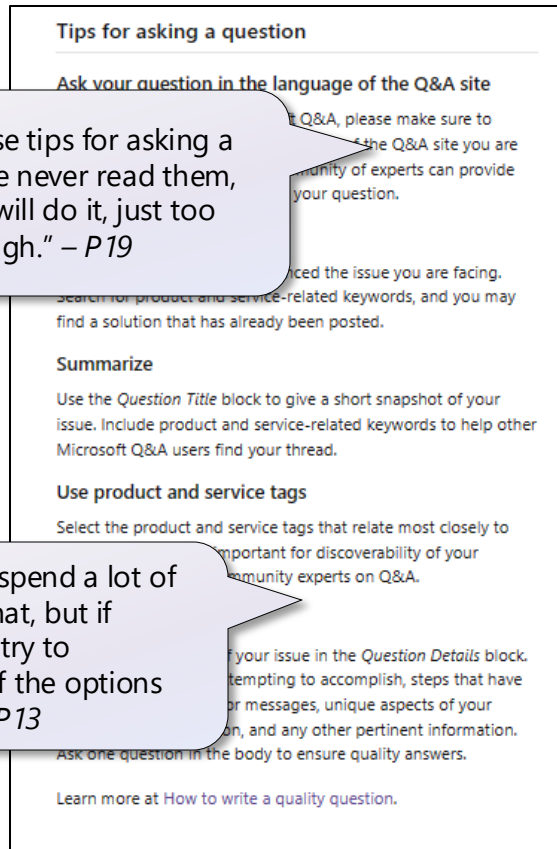 Tips for asking a question
Ask your question in the language of the Q&A site
Q&A, please make sure to
the Q&A site you are
of experts can provide
your question.
se tips for asking a
e never read them,
will do it, just too
gh." – P19
the issue you are facing.
Search for product and service-related keywords, and you may
find a solution that has already been posted.
Summarize
Use the Question Title block to give a short snapshot of your
issue. Include product and service-related keywords to help other
Microsoft Q&A users find your thread.
Use product and service tags
Select the product and service tags that relate most closely to
important for discoverability of your
experts on Q&A.
spend a lot of
at, but if
try to
f the options
P13
your issue in the Question Details block.
to accomplish, steps that have
or messages, unique aspects of your
on, and any other pertinent information.
Ask one question in the body to ensure quality answers.
Learn more at How to write a quality question.